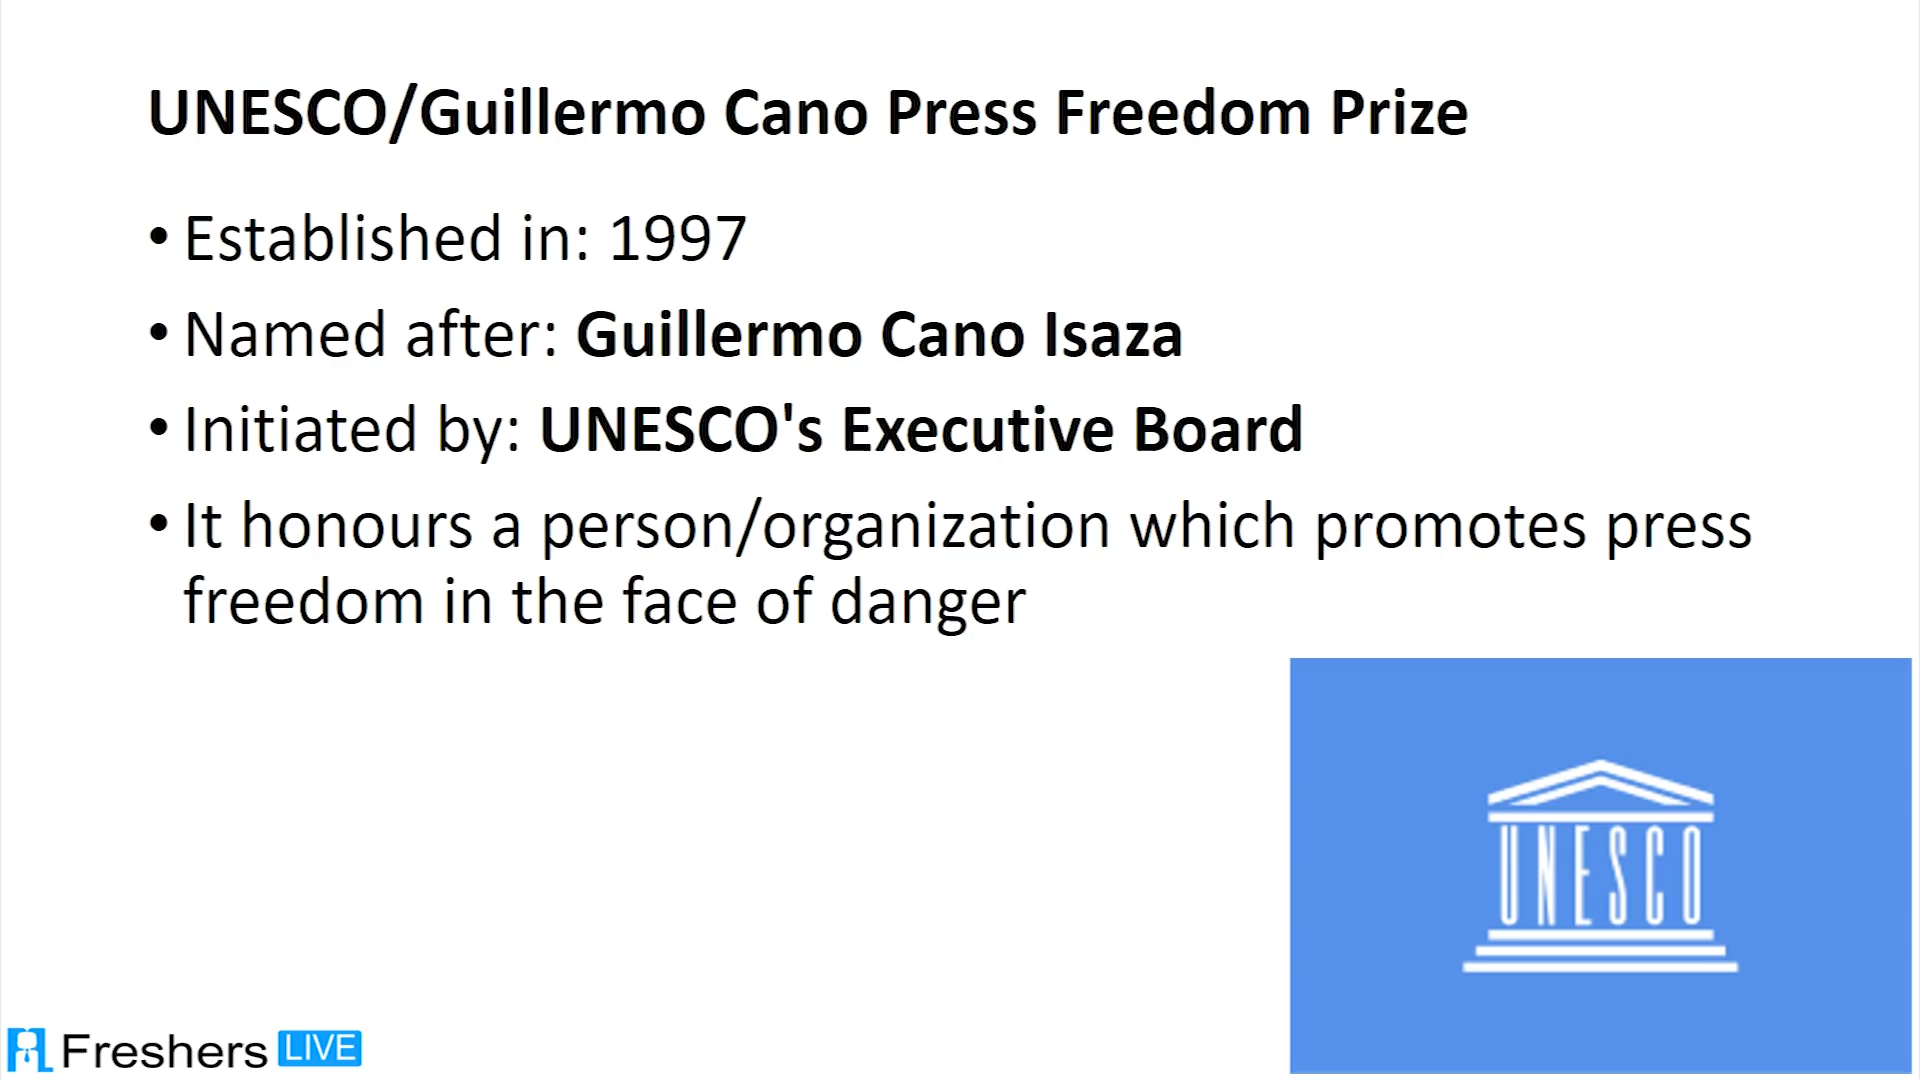 UNESCO/Guillermo Cano Press Freedom Prize
• Established in: 1997
• Named after: Guillermo Cano Isaza
• Initiated by: UNESCO's Executive Board
• It honours a person/organization which promotes press
freedom in the face of danger
UNESCO
Freshers LIVE